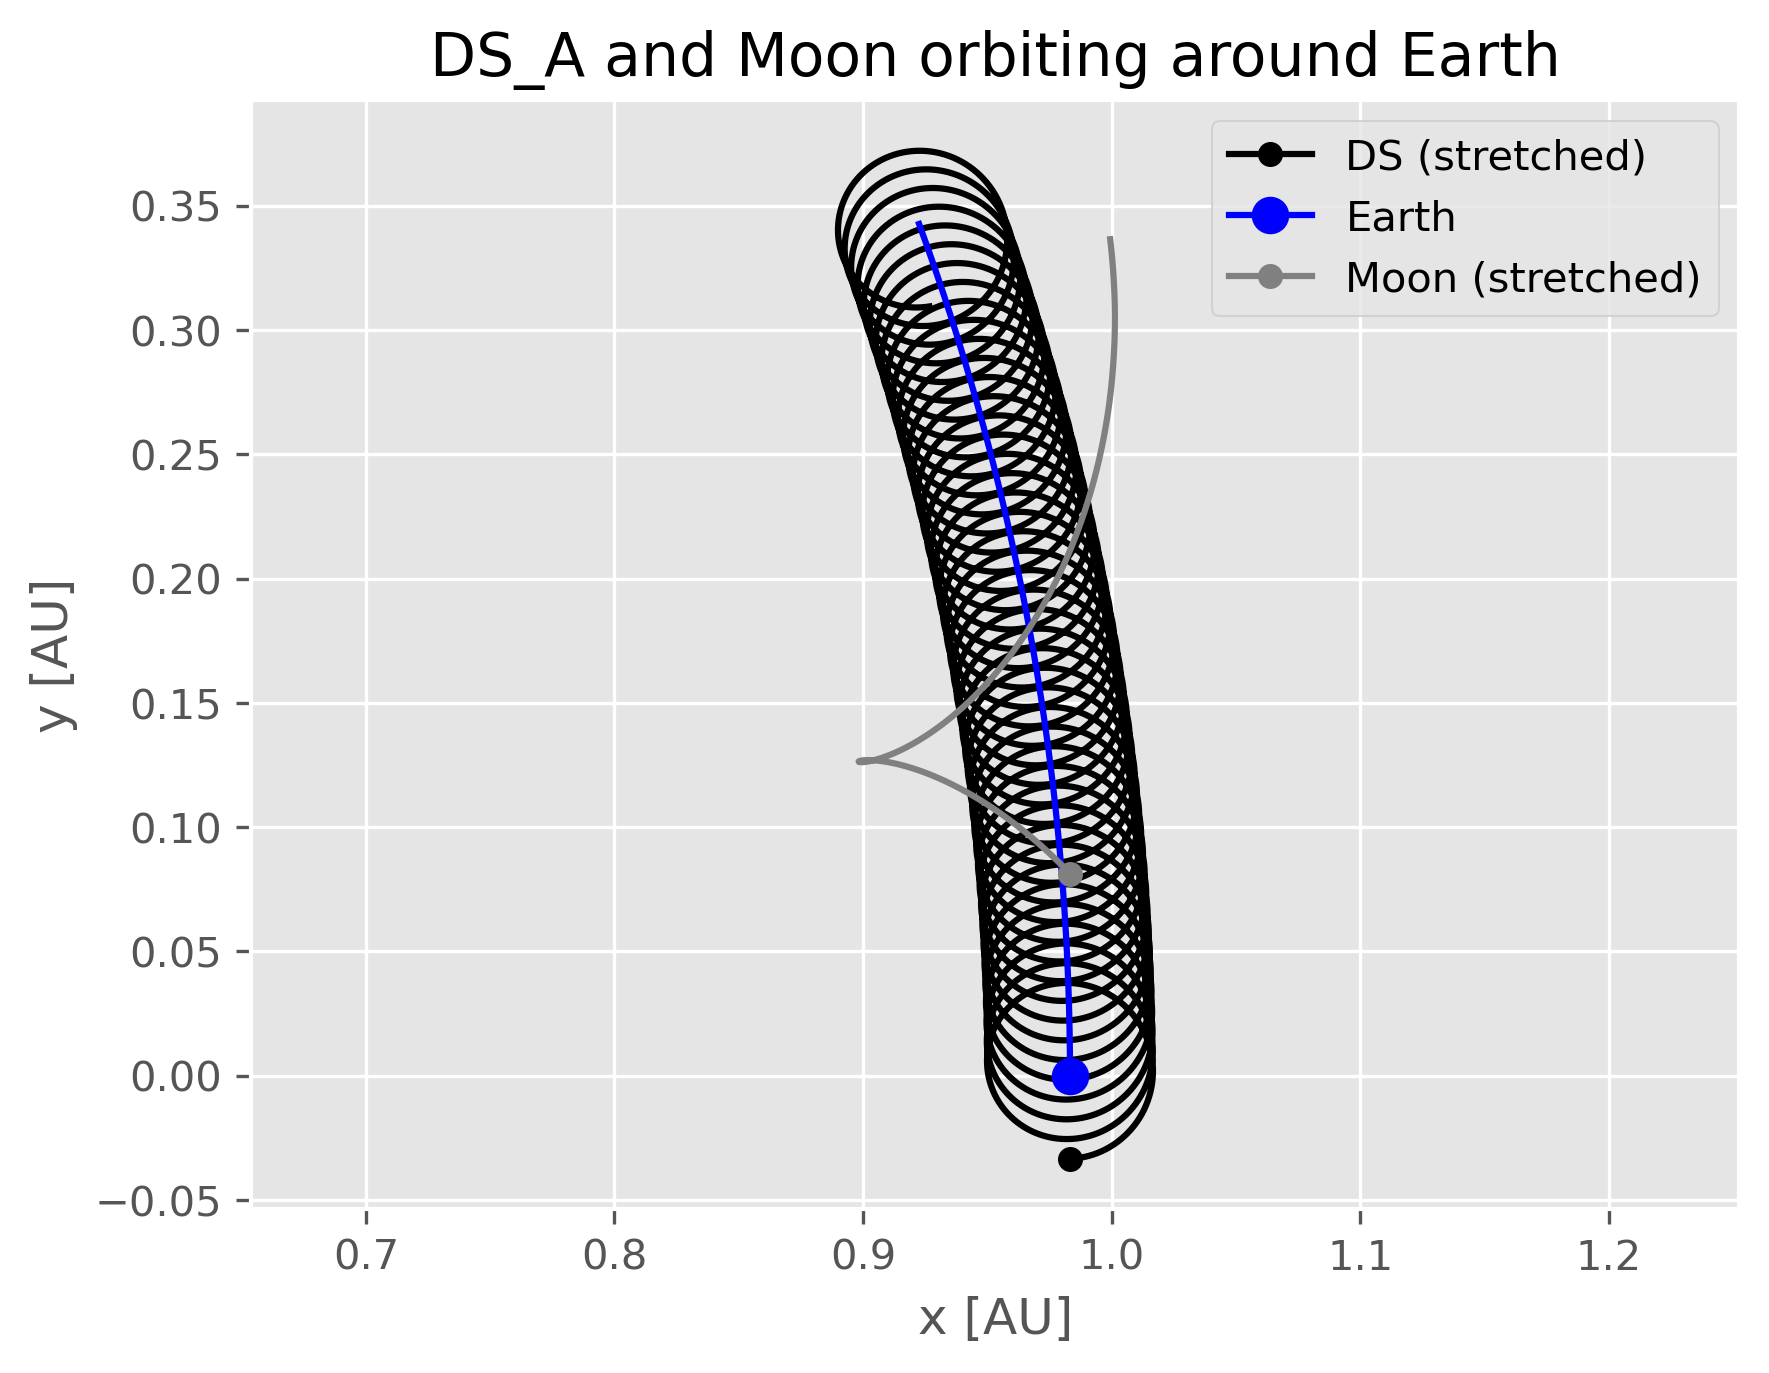 DS_A and Moon orbiting around Earth
DS (stretched)
Earth
Moon (stretched)
0.35
0.30
0.25
0.20
0.15
0.10
0.05
0.00
−0.05
y [AU]
0.7 0.8 0.9 1.0 1.1 1.2
x [AU]